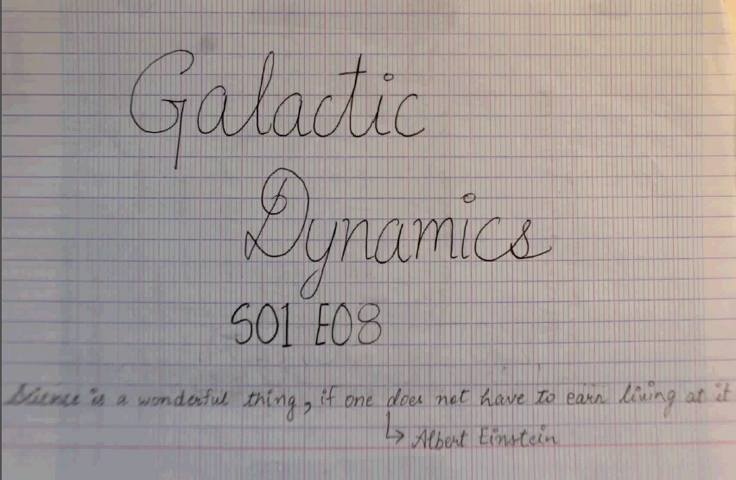 Galactic
Dynamics
S01 E08
Science is a wonderful thing, if one does not have to earn living at it
↳ Albert Einstein